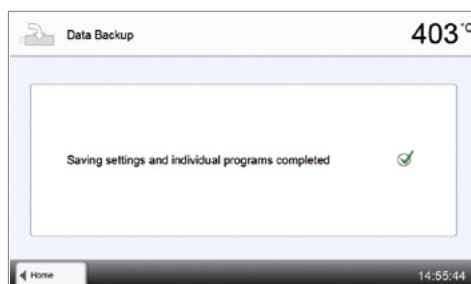 Data Backup
403 °C
Saving settings and individual programs completed
Home
14:55:44